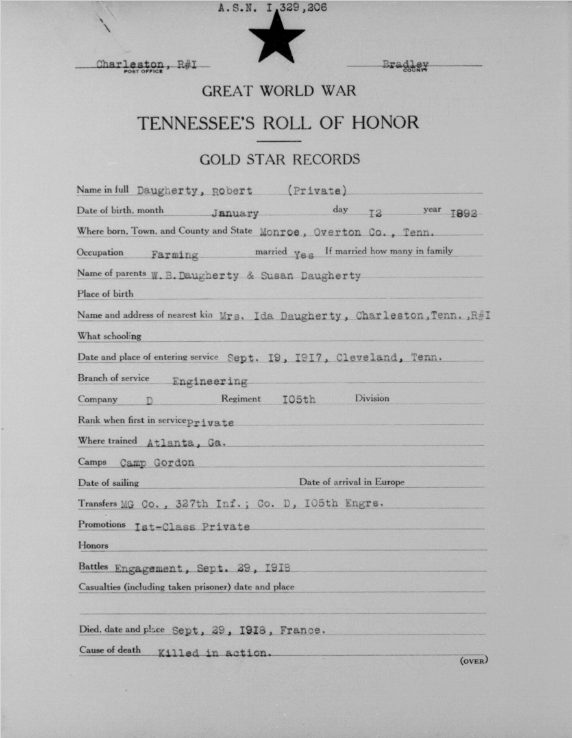 A.S.N. I,329,206
Charleston, R#I Bradley
POST OFFICE COUNTY
GREAT WORLD WAR
TENNESSEE'S ROLL OF HONOR
GOLD STAR RECORDS
Name in full Daugherty, Robert (Private)
Date of birth, month January day I2 year I892
Where born, Town, and County and State Monroe, Overton Co., Tenn.
Occupation Farming married Yes If married how many in family
Name of parents W.B.Daugherty & Susan Daugherty
Place of birth
Name and address of nearest kin Mrs. Ida Daugherty, Charleston,Tenn.,R#I
What schooling
Date and place of entering service Sept. I9, I9I7, Cleveland, Tenn.
Branch of service Engineering
Company D Regiment I05th Division
Rank when first in service private
Where trained Atlanta, Ga.
Camps Camp Gordon
Date of sailing Date of arrival in Europe
Transfers MG Co., 327th Inf.; Co. D, I05th Engrs.
Promotions Ist-Class Private
Honors
Battles Engagement, Sept. 29, I9I8
Casualties (including taken prisoner) date and place
Died, date and place Sept, 29, I9I8, France.
Cause of death Killed in action.
(OVER)